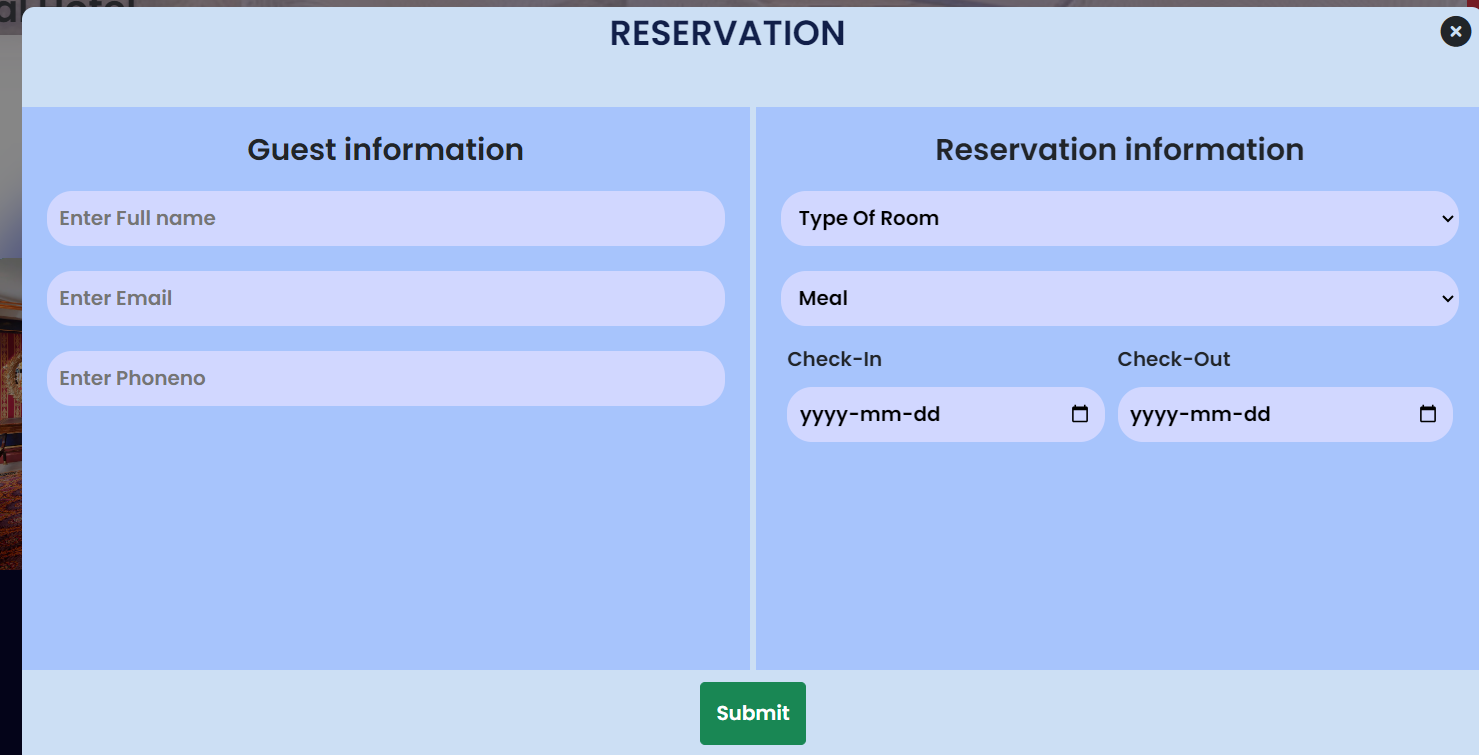 RESERVATION
Guest information
Enter Full name
Enter Email
Enter Phoneno
Reservation information
Type Of Room
Meal
Check-In Check-Out
yyyy-mm-dd yyyy-mm-dd
Submit